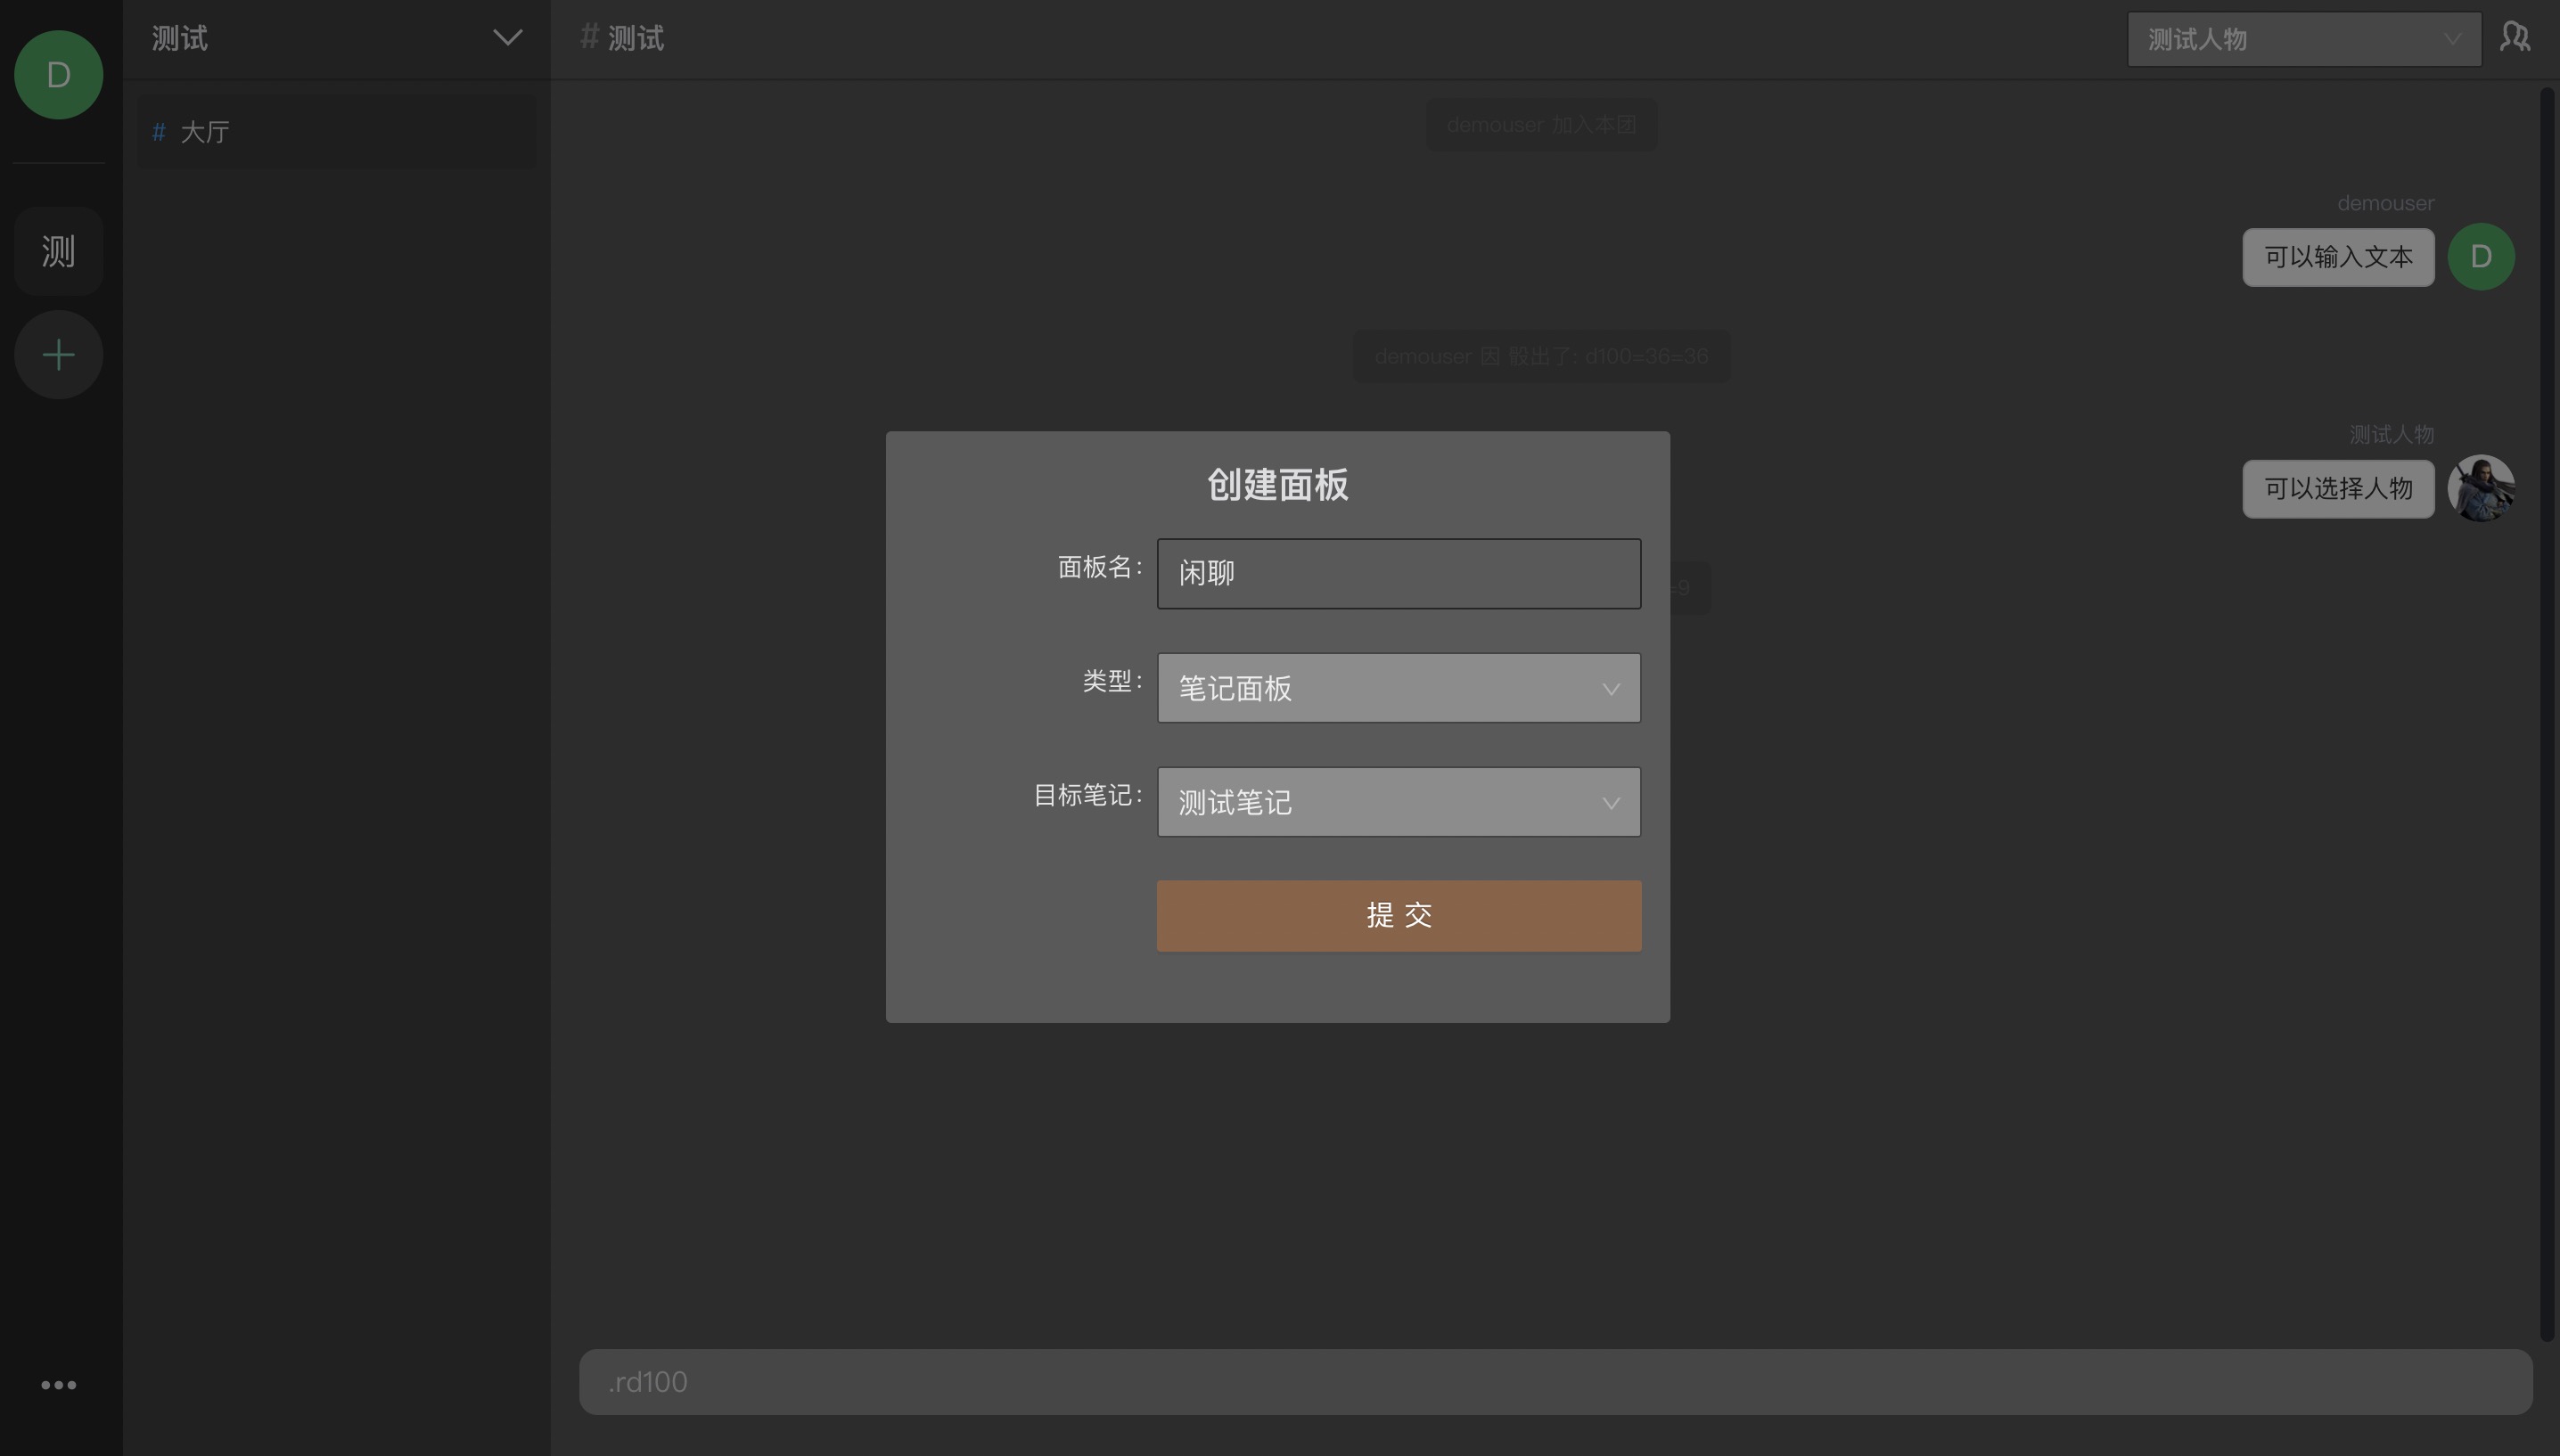 D
测
测试
# 大厅
# 测试
测试人物
demouser 加入本团
demouser
可以输入文本
D
demouser 因 骰出了: d100=36=36
测试人物
可以选择人物
=9
创建面板
面板名:
闲聊
类型:
笔记面板
目标笔记:
测试笔记
提 交
.rd100